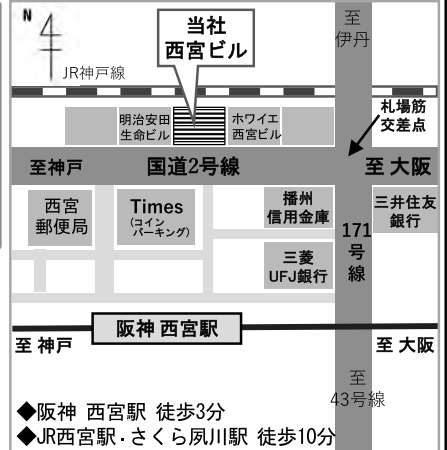 N
至
伊丹
当社
西宮ビル
JR神戸線
明治安田
生命ビル
ホワイエ
西宮ビル
札場筋
交差点
至神戸
国道2号線
至 大阪
西宮
郵便局
Times
(コイン
パーキング)
播州
信用金庫
三井住友
銀行
171
号
線
三菱
UFJ銀行
阪神 西宮駅
至 神戸
至 大阪
至
43号線
◆阪神 西宮駅 徒歩3分
◆JR西宮駅・さくら夙川駅 徒歩10分